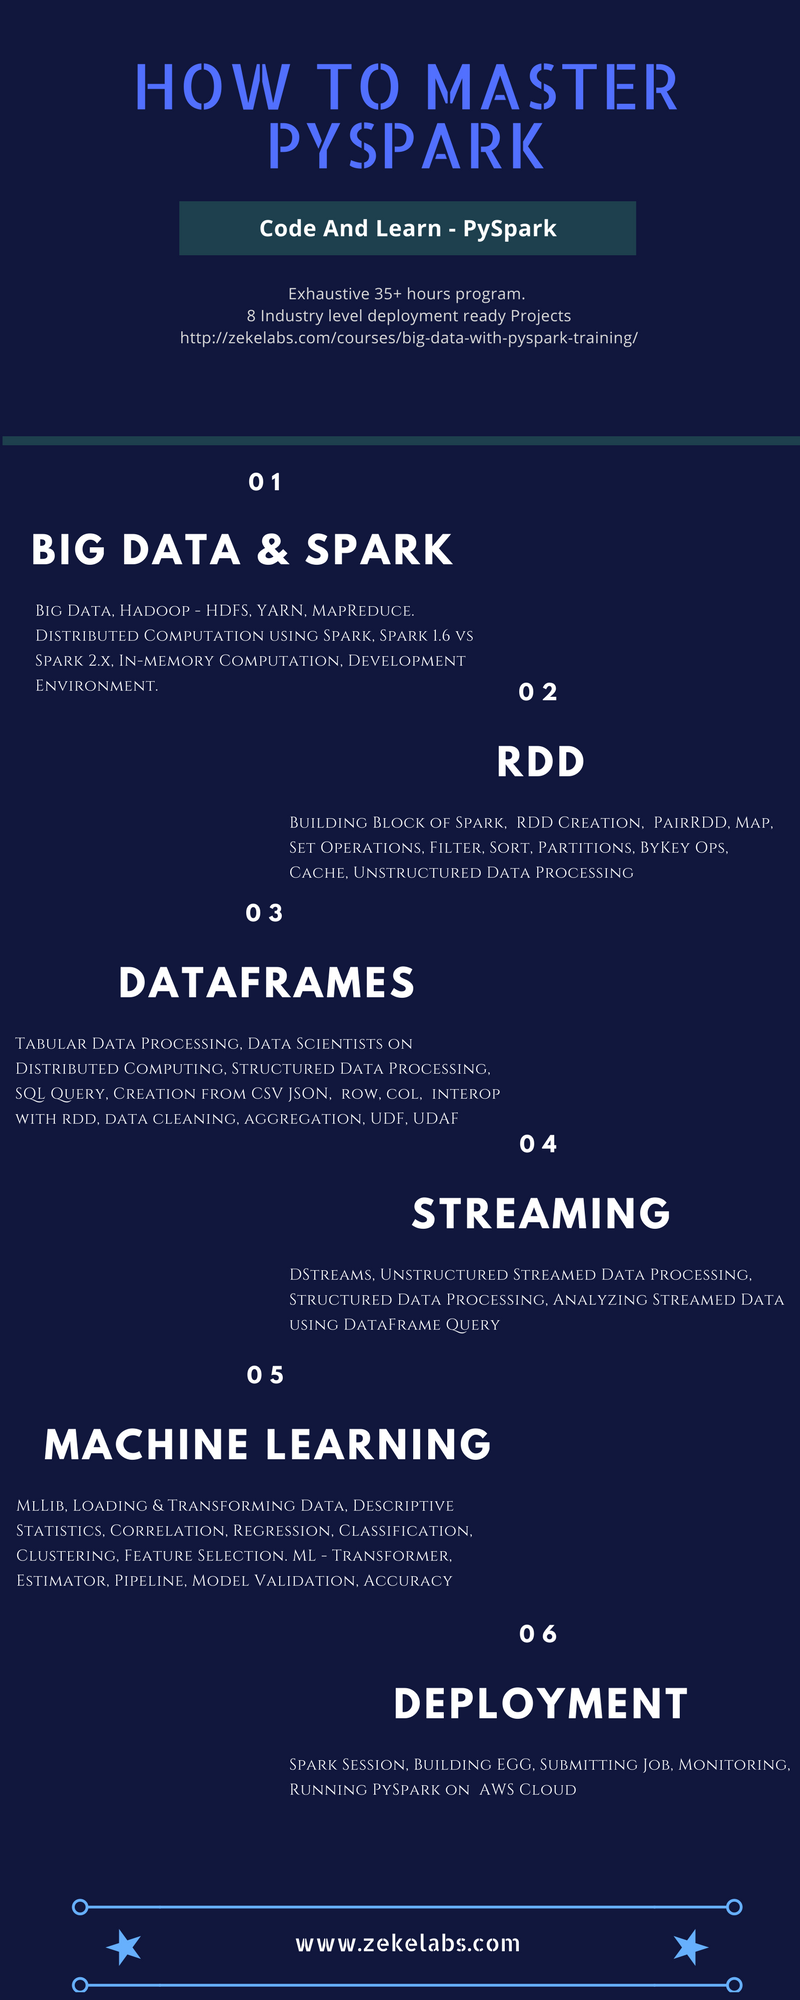 HOW TO MASTER
PYSPARK
Code And Learn - PySpark
Exhaustive 35+ hours program.
8 Industry level deployment ready Projects
http://zekelabs.com/courses/big-data-with-pyspark-training/
01
BIG DATA & SPARK
Big Data, Hadoop - HDFS, YARN, MapReduce.
Distributed Computation using Spark, Spark 1.6 vs
Spark 2.x, In-memory Computation, Development
Environment.
02
RDD
Building Block of Spark, RDD Creation, PairRDD, Map,
Set Operations, Filter, Sort, Partitions, ByKey Ops,
Cache, Unstructured Data Processing
03
DATAFRAMES
Tabular Data Processing, Data Scientists on
Distributed Computing, Structured Data Processing,
SQL Query, Creation from CSV JSON, row, col, interop
with rdd, data cleaning, aggregation, UDF, UDAF
04
STREAMING
DStreams, Unstructured Streamed Data Processing,
Structured Data Processing, Analyzing Streamed Data
using DataFrame Query
05
MACHINE LEARNING
MlLib, Loading & Transforming Data, Descriptive
Statistics, Correlation, Regression, Classification,
Clustering, Feature Selection. ML - Transformer,
Estimator, Pipeline, Model Validation, Accuracy
06
DEPLOYMENT
Spark Session, Building EGG, Submitting Job, Monitoring,
Running PySpark on AWS Cloud
www.zekelabs.com